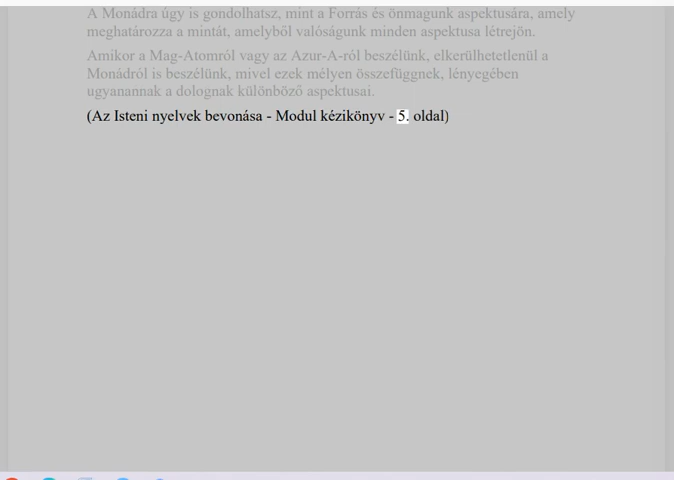 A Monádra úgy is gondolhatsz, mint a Forrás és önmagunk aspektusára, amely
meghatározza a mintát, amelyből valóságunk minden aspektusa létrejön.
Amikor a Mag-Atomról vagy az Azur-A-ról beszélünk, elkerülhetetlenül a
Monádról is beszélünk, mivel ezek mélyen összefüggnek, lényegében
ugyanannak a dolognak különböző aspektusai.
(Az Isteni nyelvek bevonása - Modul kézikönyv - 5. oldal)